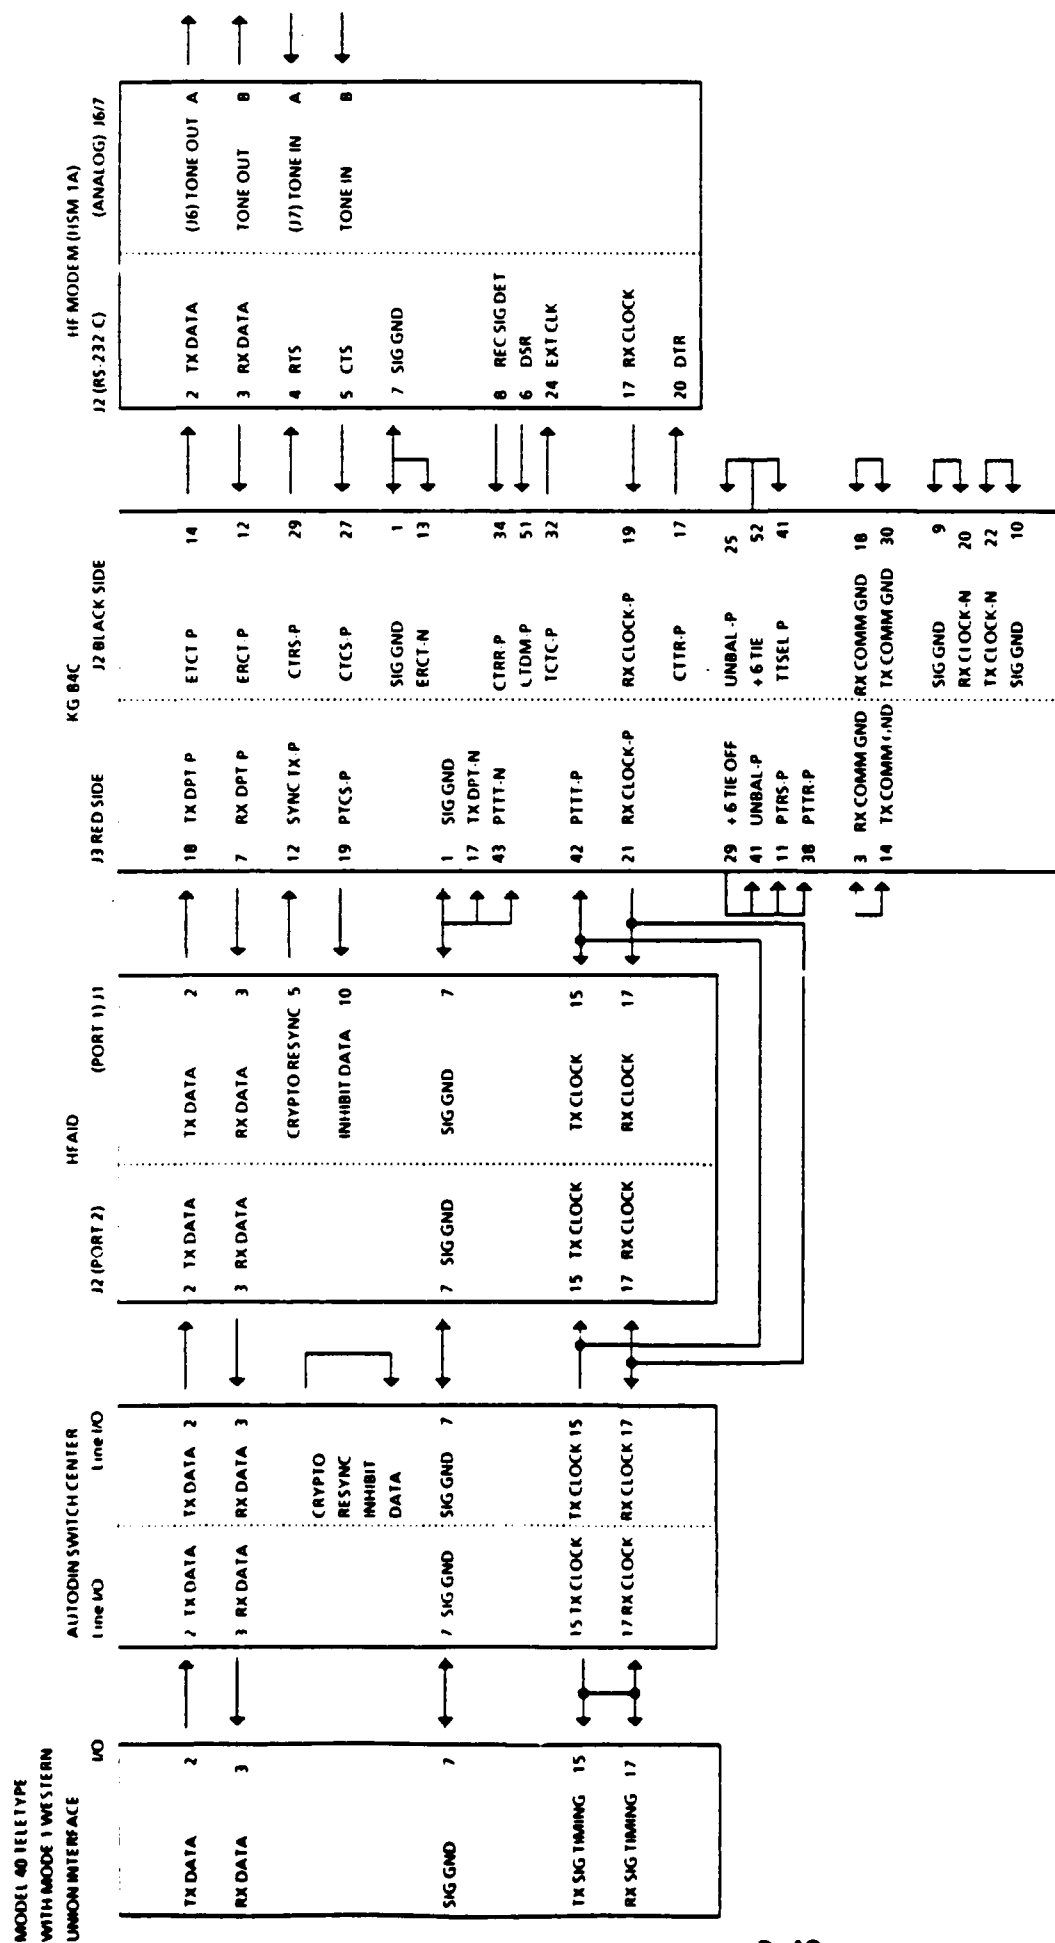 MODEL 40 TELETYPE
WITH MODE 1 WESTERN
UNION INTERFACE
I/O
TX DATA 2
RX DATA 3
SIG GND 7
TX SIG TIMING 15
RX SIG TIMING 17
AUTODIN SWITCH CENTER
Line I/O
Line I/O
2 TX DATA
TX DATA 2
3 RX DATA
RX DATA 3
CRYPTO
RESYNC
INHIBIT
DATA
7 SIG GND
SIG GND 7
15 TX CLOCK
TX CLOCK 15
17 RX CLOCK
RX CLOCK 17
HFAID
J2 (PORT 2)
(PORT 1) J1
2 TX DATA
TX DATA 2
3 RX DATA
RX DATA 3
CRYPTO RESYNC 5
INHIBIT DATA 10
7 SIG GND
SIG GND 7
15 TX CLOCK
TX CLOCK 15
17 RX CLOCK
RX CLOCK 17
KG 84C
J3 RED SIDE
J2 BLACK SIDE
18 TX DPT P
ETCT P 14
7 RX DPT P
ERCT-P 12
12 SYNC TX-P
CTRS-P 29
19 PTCS-P
CTCS-P 27
1 SIG GND
SIG GND 1
17 TX DPT-N
ERCT-N 13
43 PTTT-N
CTRR-P 34
LTDM-P 51
42 PTTT-P
TCTC-P 32
21 RX CLOCK-P
RX CLOCK-P 19
CTTR-P 17
29 +6 TIE OFF
UNBAL-P 25
41 UNBAL-P
+6 TIE 52
11 PTRS-P
TTSEL P 41
38 PTTR-P
3 RX COMM GND
RX COMM GND 18
14 TX COMM GND
TX COMM GND 30
SIG GND 9
RX CLOCK-N 20
TX CLOCK-N 22
SIG GND 10
HF MODEM (HSM 1A)
J2 (RS-232 C)
(ANALOG) J6/7
2 TX DATA
(J6) TONE OUT A
3 RX DATA
TONE OUT B
4 RTS
(J7) TONE IN A
5 CTS
TONE IN B
7 SIG GND
8 REC SIG DET
6 DSR
24 EXT CLK
17 RX CLOCK
20 DTR